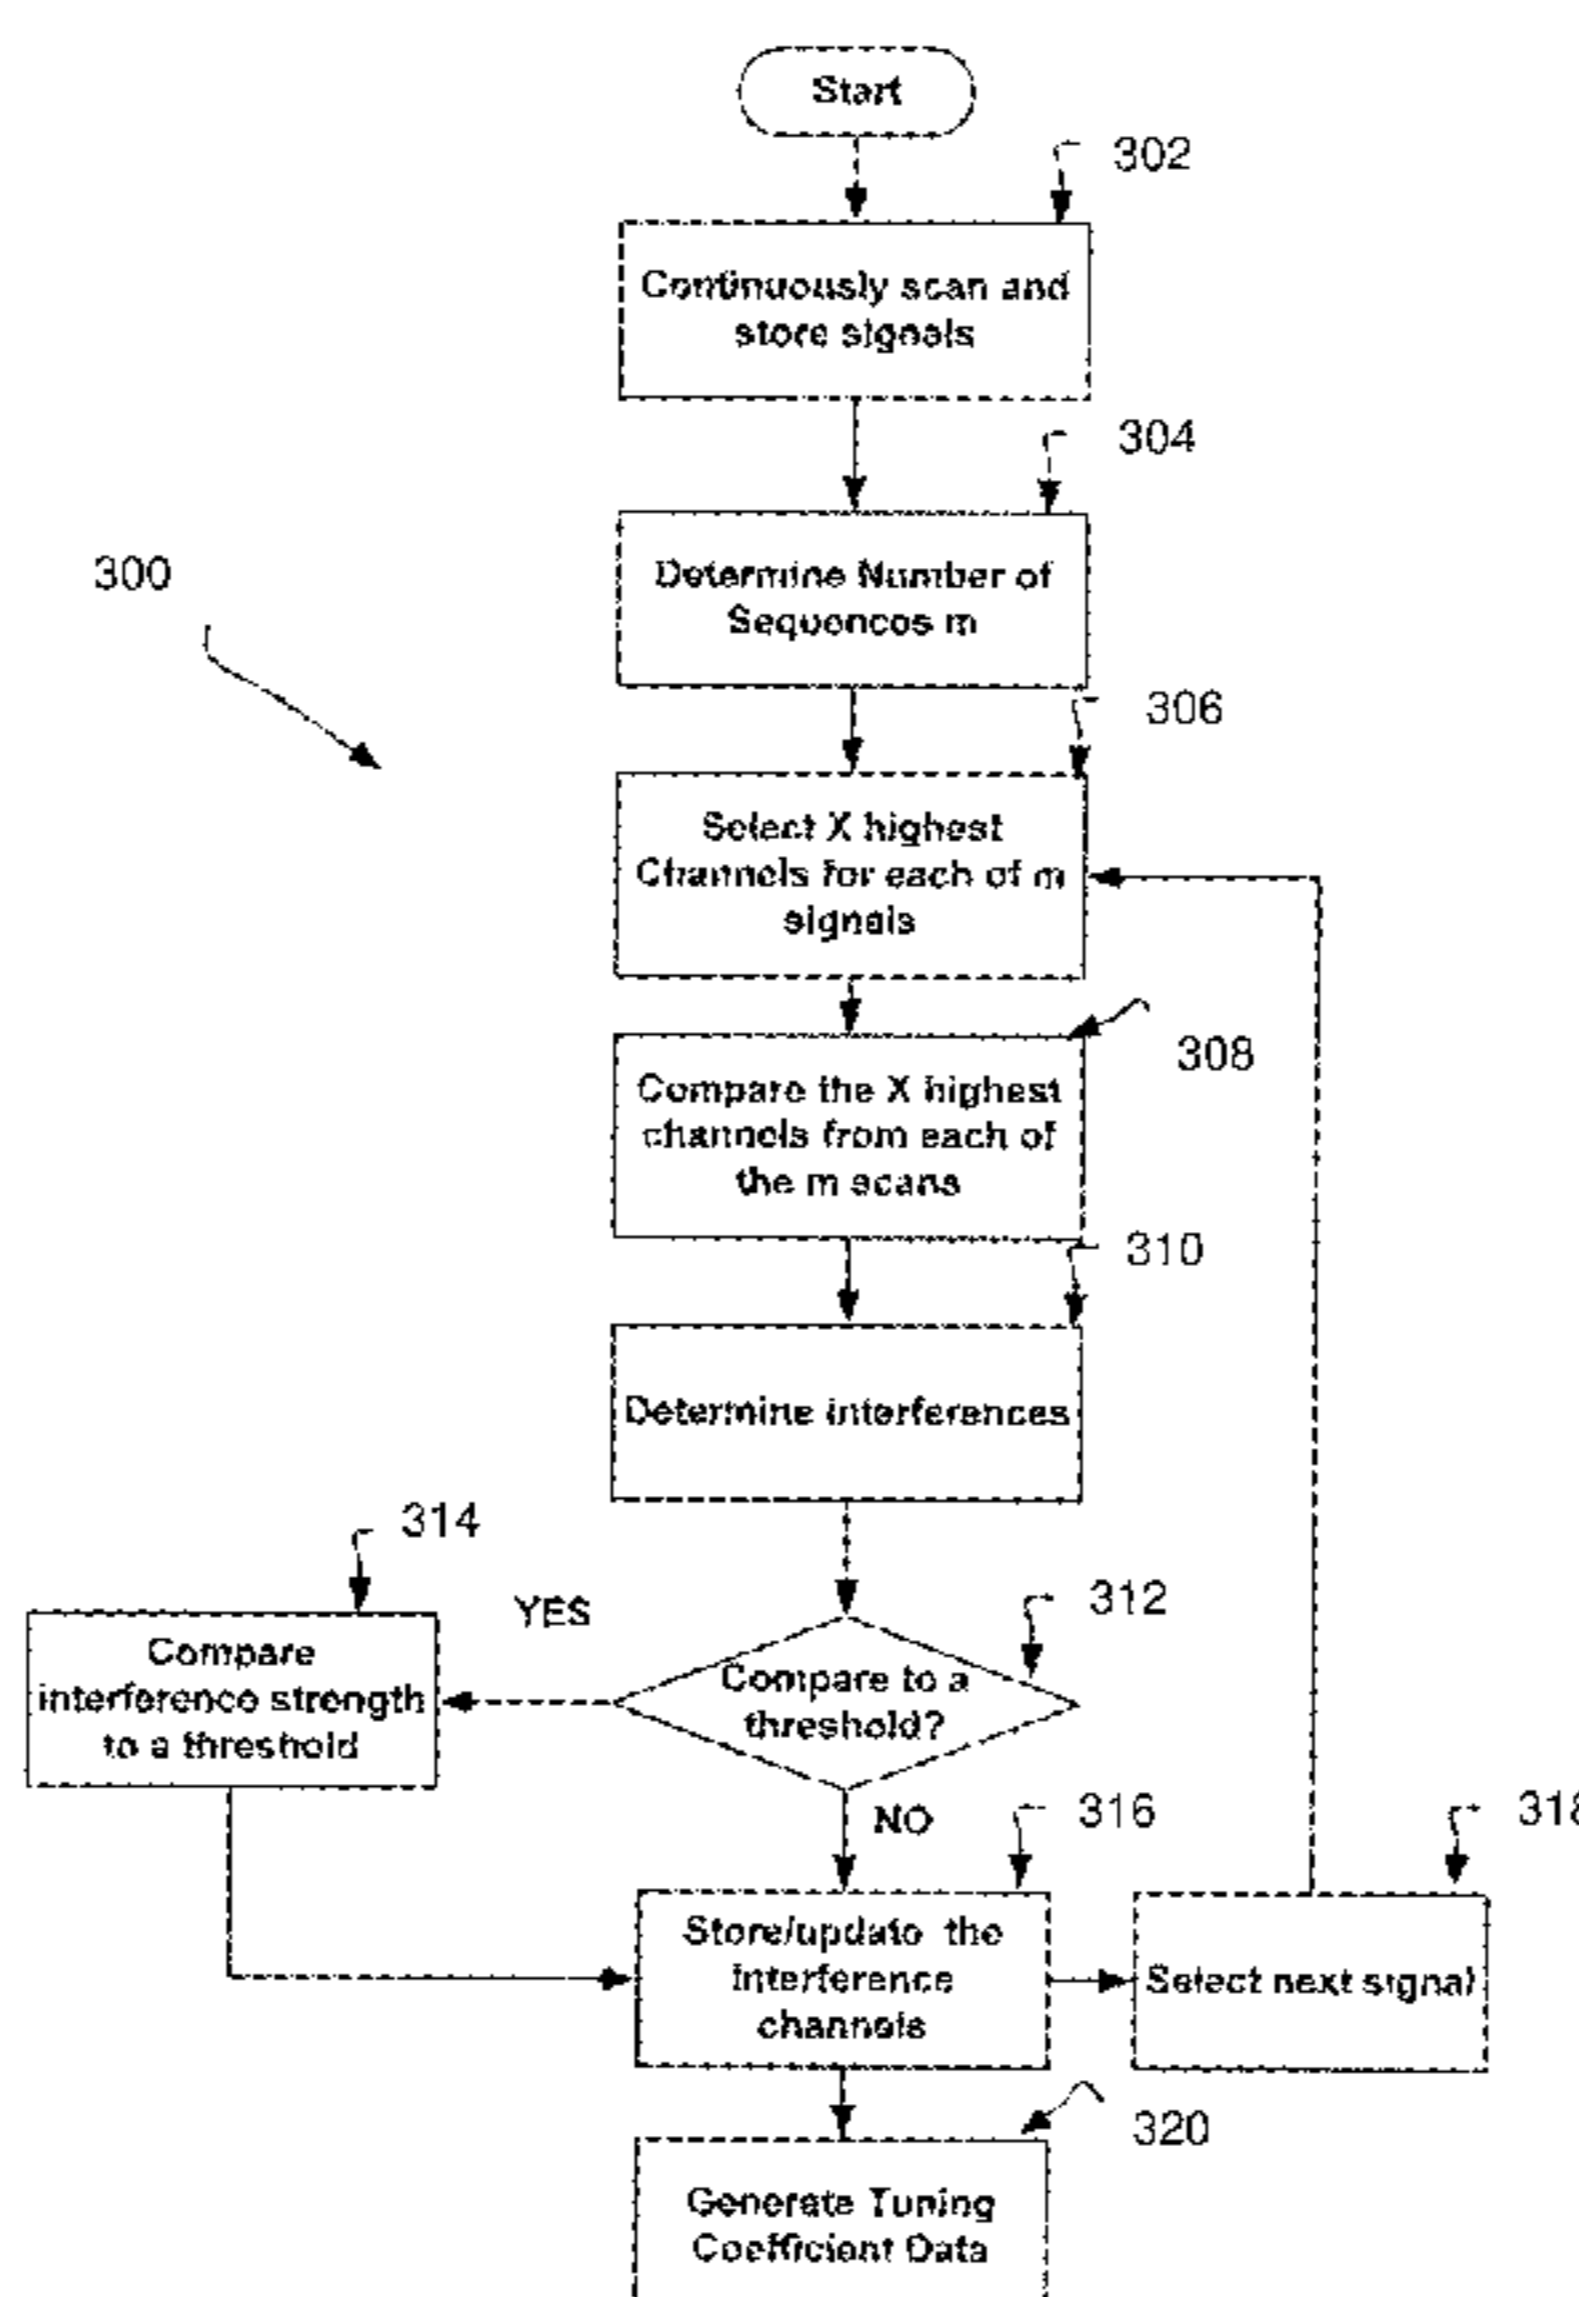 Start
302
Continuously scan and
store signals
304
Determine Number of
Sequences m
300
306
Select X highest
Channels for each of m
signals
308
Compare the X highest
channels from each of
the m scans
310
Determine interferences
314
YES
312
Compare
interference strength
to a threshold
Compare to a
threshold?
NO
316
318
Store/update the
interference
channels
Select next signal
320
Generate Tuning
Coefficient Data